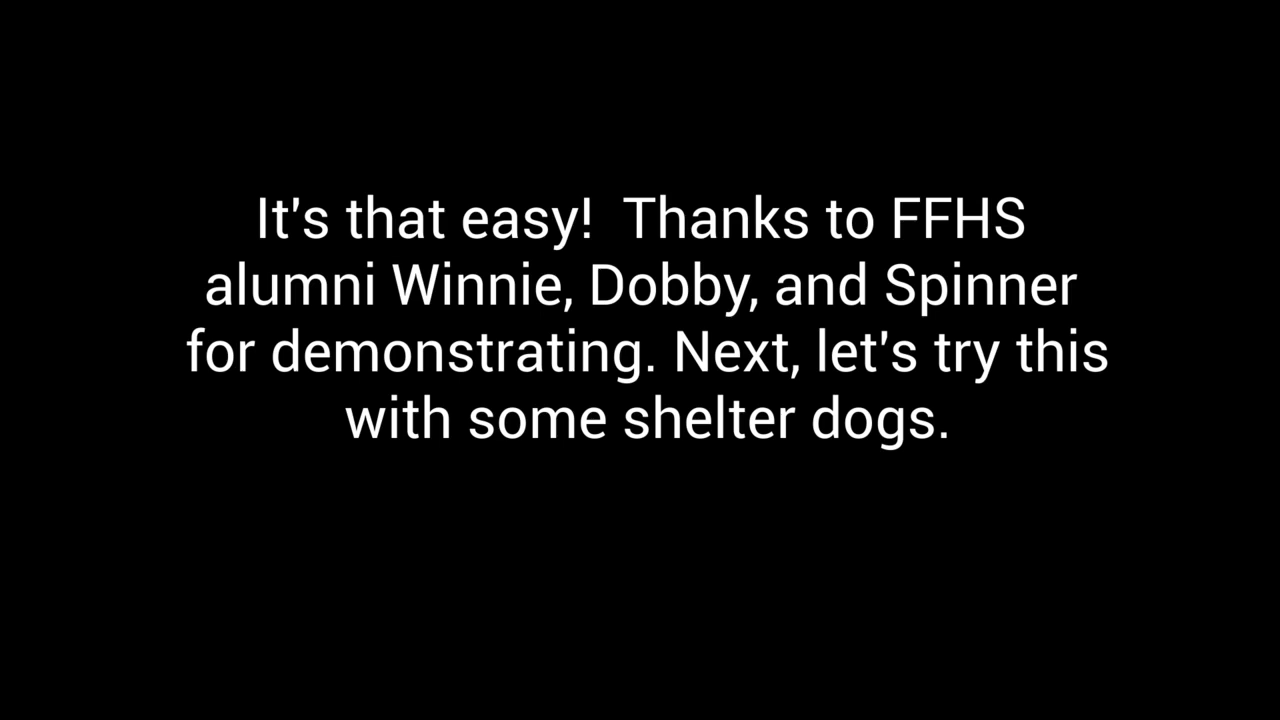 It's that easy!  Thanks to FFHS
alumni Winnie, Dobby, and Spinner
for demonstrating. Next, let's try this
with some shelter dogs.